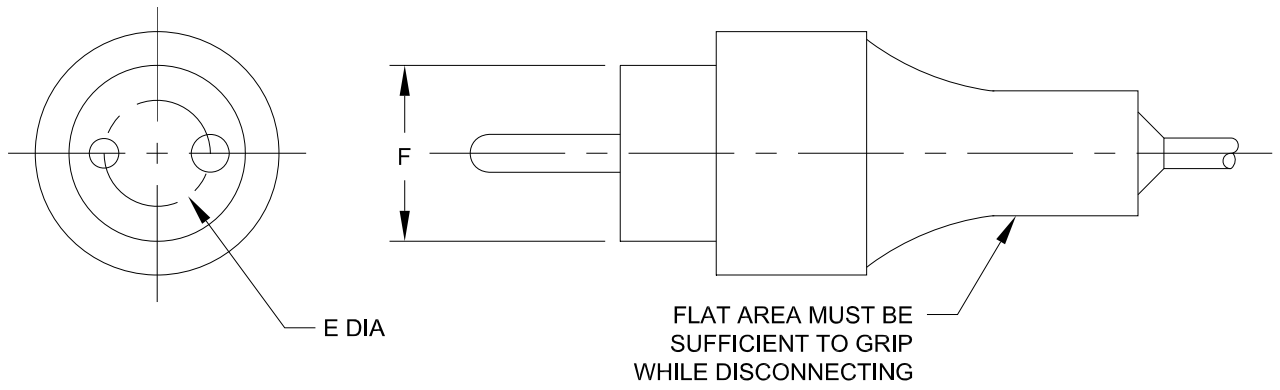 F
E DIA
FLAT AREA MUST BE
SUFFICIENT TO GRIP
WHILE DISCONNECTING